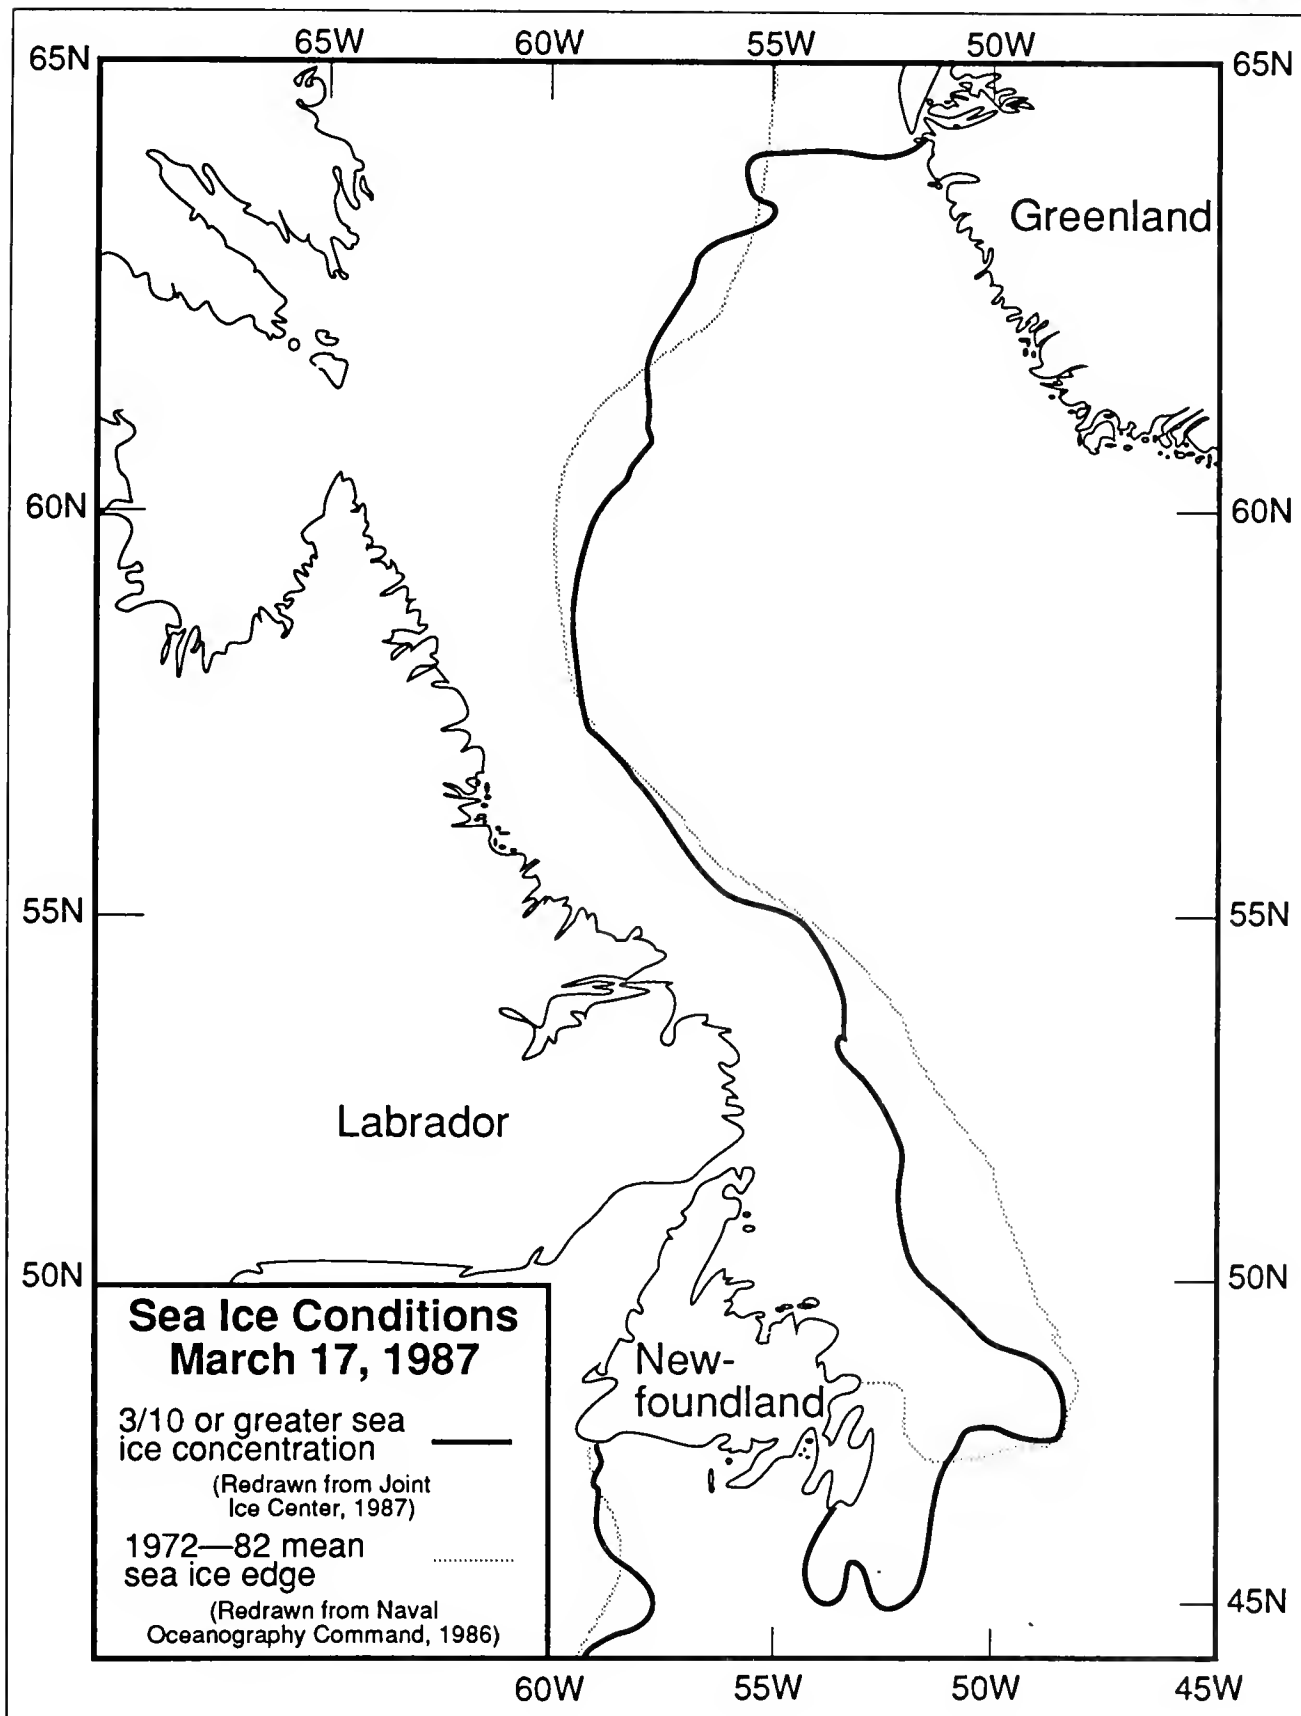 65W 60W 55W 50W
65N 65N
Greenland
60N 60N
55N 55N
Labrador
50N 50N
Sea Ice Conditions
March 17, 1987
3/10 or greater sea
ice concentration
(Redrawn from Joint
Ice Center, 1987)
1972—82 mean
sea ice edge
(Redrawn from Naval
Oceanography Command, 1986)
New-
foundland
45N
60W 55W 50W 45W